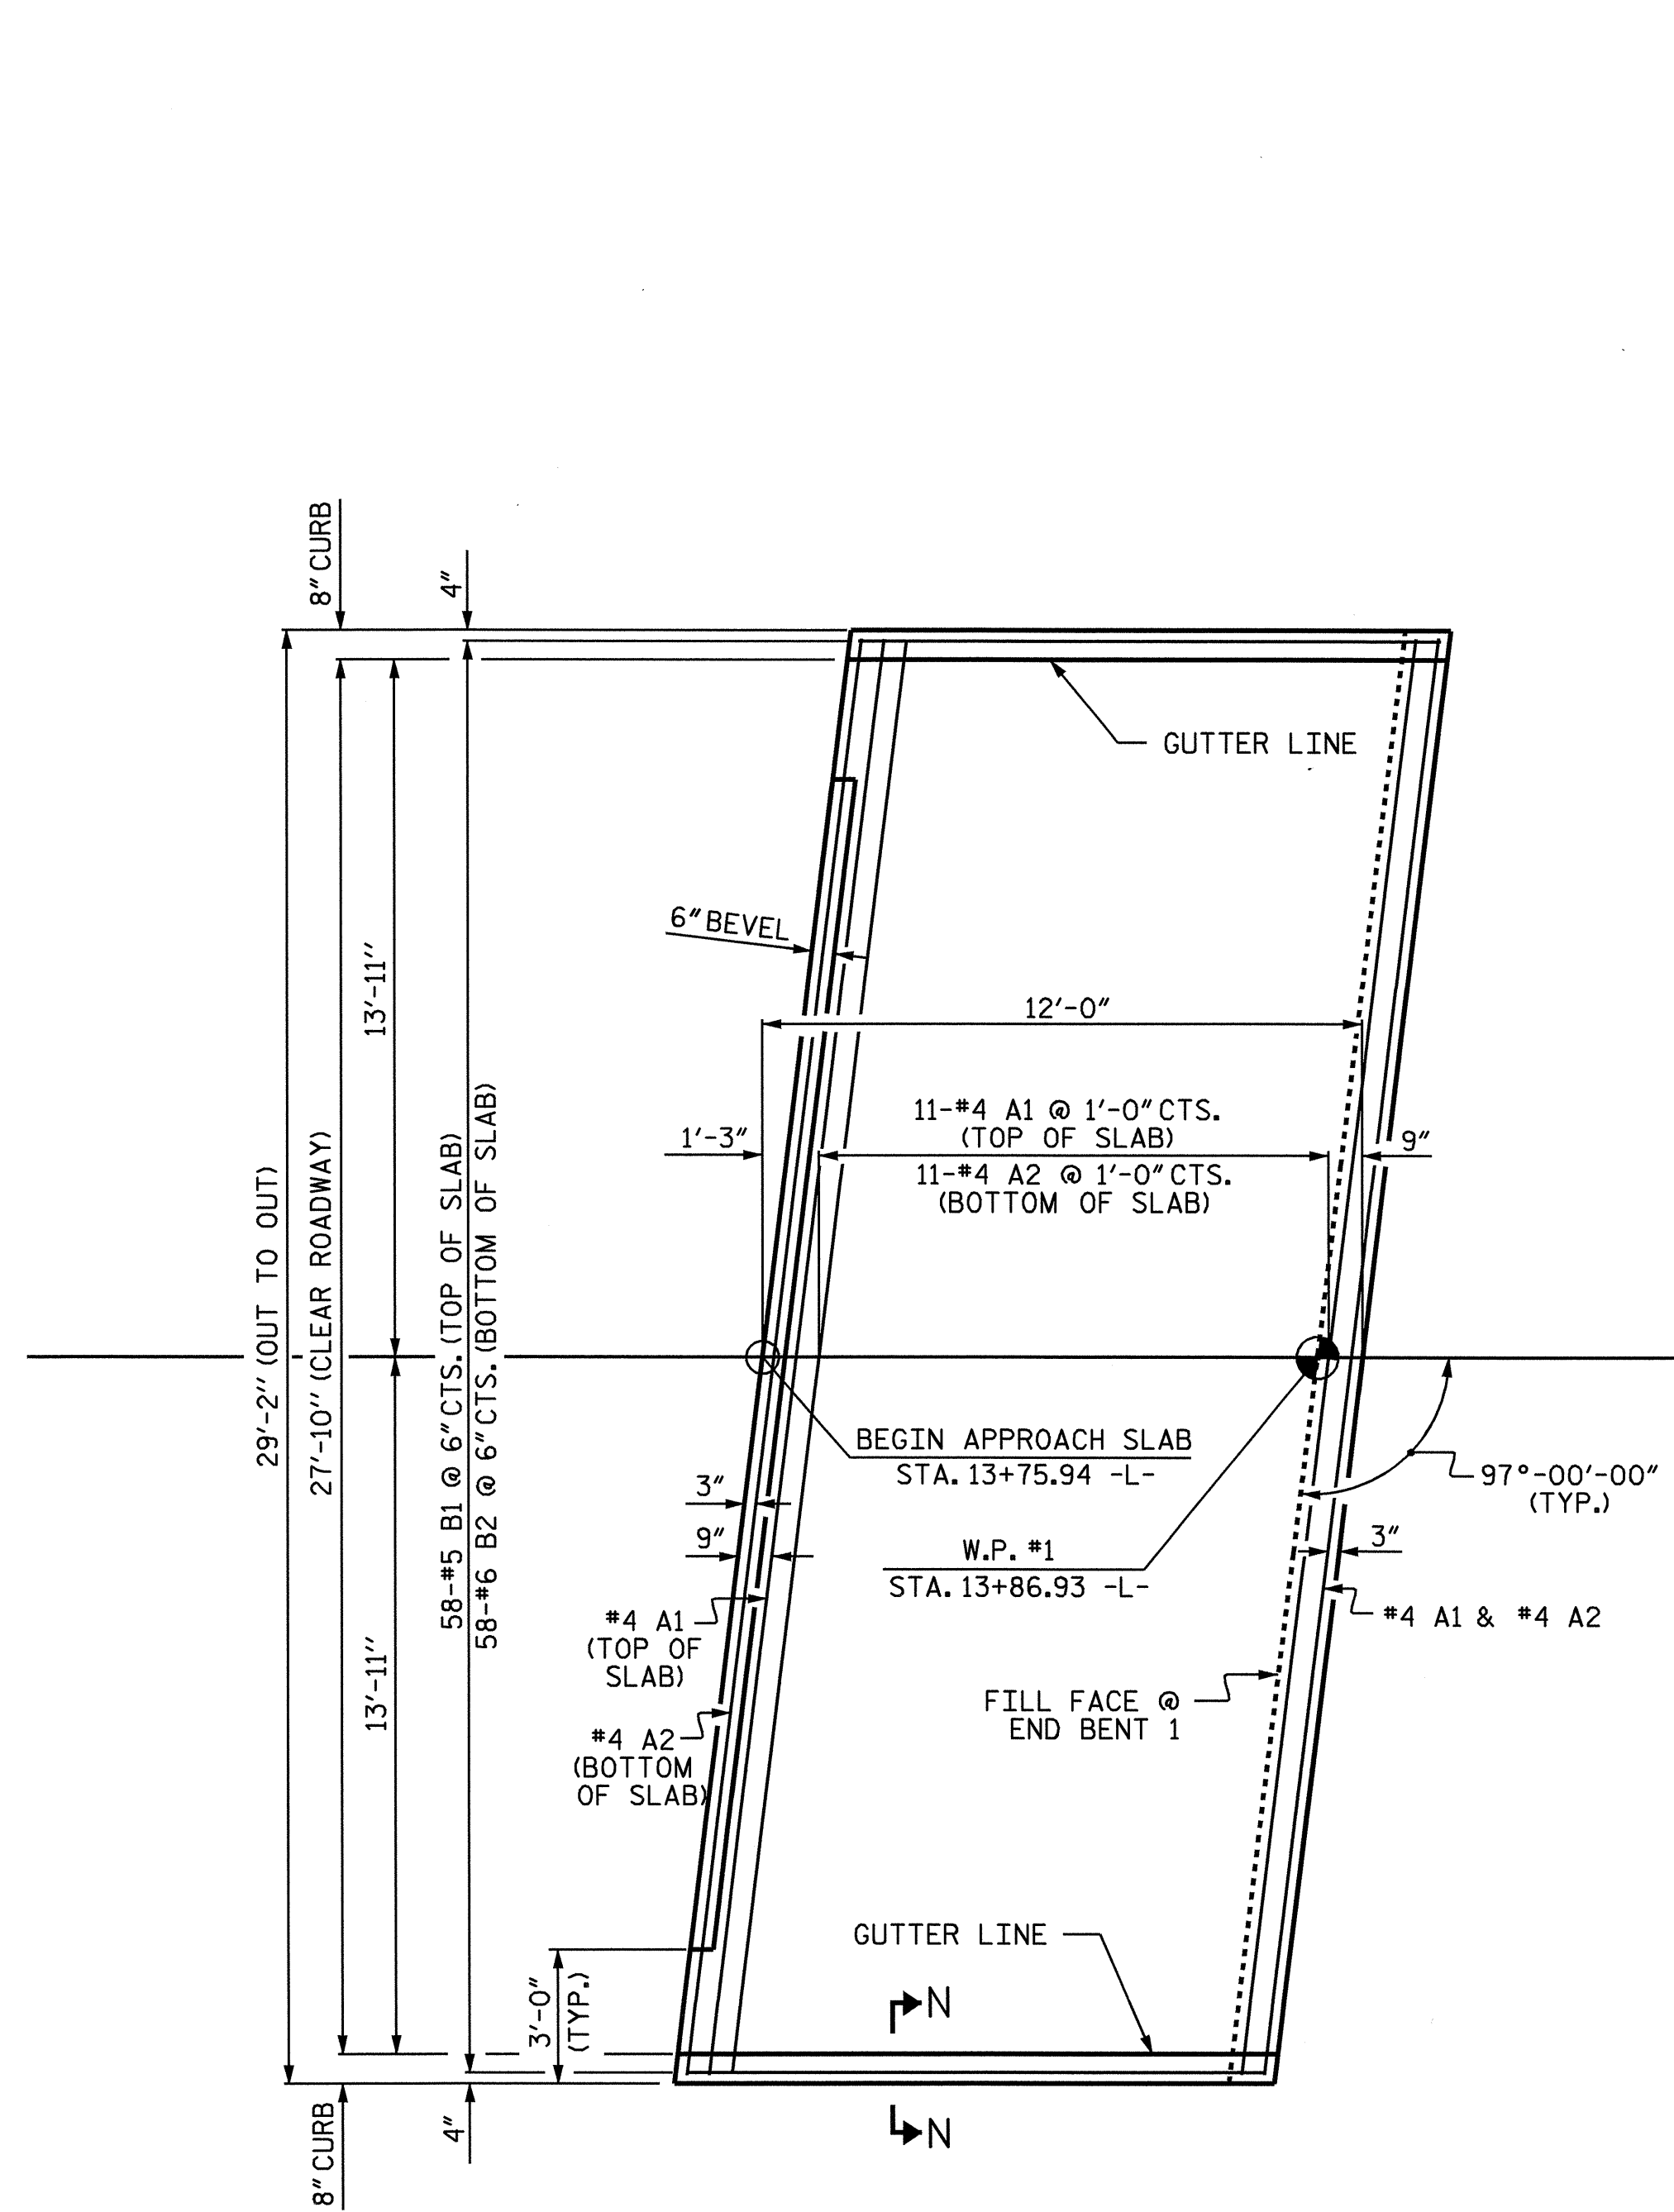 8" CURB
4"
GUTTER LINE
6" BEVEL
12'-0"
13'-11"
11-#4 A1 @ 1'-0" CTS.
(TOP OF SLAB)
1'-3"
9"
11-#4 A2 @ 1'-0" CTS.
(BOTTOM OF SLAB)
29'-2" (OUT TO OUT)
27'-10" (CLEAR ROADWAY)
58-#5 B1 @ 6" CTS. (TOP OF SLAB)
58-#6 B2 @ 6" CTS. (BOTTOM OF SLAB)
BEGIN APPROACH SLAB
STA. 13+75.94 -L-
97°-00'-00"
(TYP.)
3"
9"
W.P. #1
STA. 13+86.93 -L-
3"
#4 A1
(TOP OF
SLAB)
#4 A1 & #4 A2
13'-11"
#4 A2
(BOTTOM
OF SLAB)
FILL FACE @
END BENT 1
GUTTER LINE
3'-0"
(TYP.)
N
N
8" CURB
4"